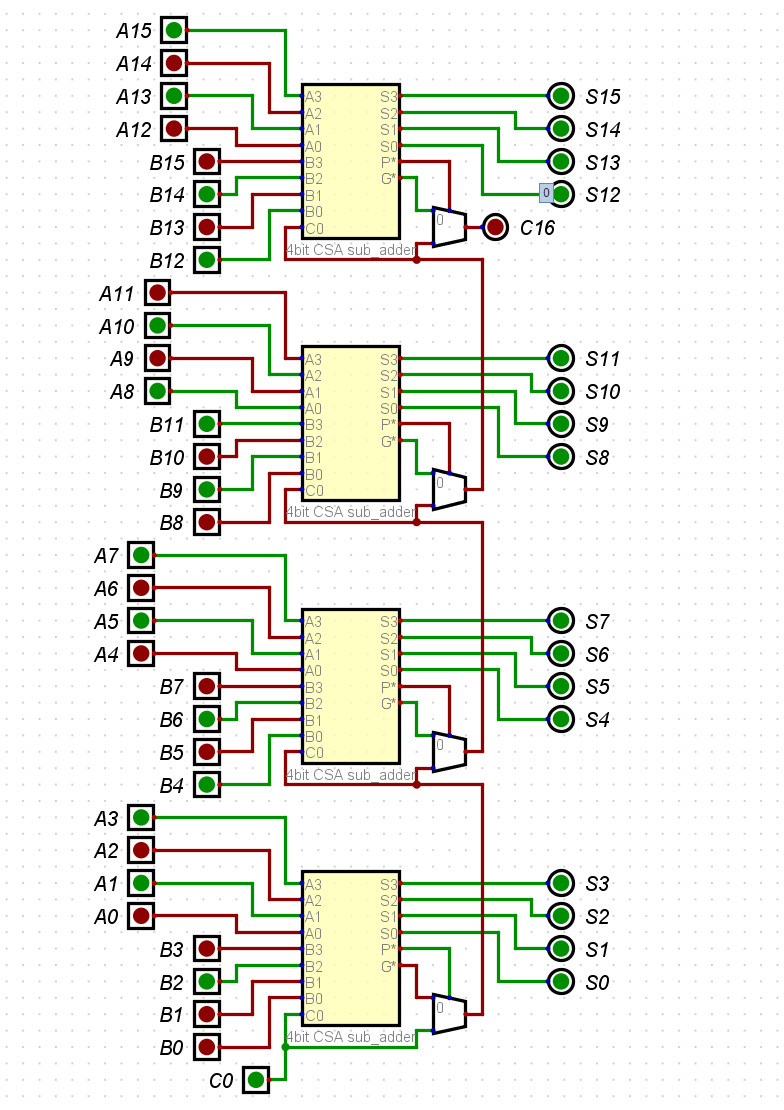 A15
A14
A13
A12
B15
B14
B13
B12
A3 S3
A2 S2
A1 S1
A0 S0
B3 P*
B2 G*
B1
B0
C0
4bit CSA sub_adder
0
S15
S14
S13
0 S12
C16
A11
A10
A9
A8
B11
B10
B9
B8
A3 S3
A2 S2
A1 S1
A0 S0
B3 P*
B2 G*
B1
B0
C0
4bit CSA sub_adder
0
S11
S10
S9
S8
A7
A6
A5
A4
B7
B6
B5
B4
A3 S3
A2 S2
A1 S1
A0 S0
B3 P*
B2 G*
B1
B0
C0
4bit CSA sub_adder
0
S7
S6
S5
S4
A3
A2
A1
A0
B3
B2
B1
B0
C0
A3 S3
A2 S2
A1 S1
A0 S0
B3 P*
B2 G*
B1
B0
C0
4bit CSA sub_adder
0
S3
S2
S1
S0